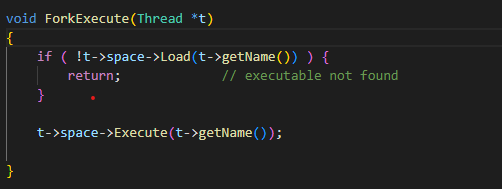 void ForkExecute(Thread *t)
{
    if ( !t->space->Load(t->getName()) ) {
        return;             // executable not found
    }

    t->space->Execute(t->getName());

}